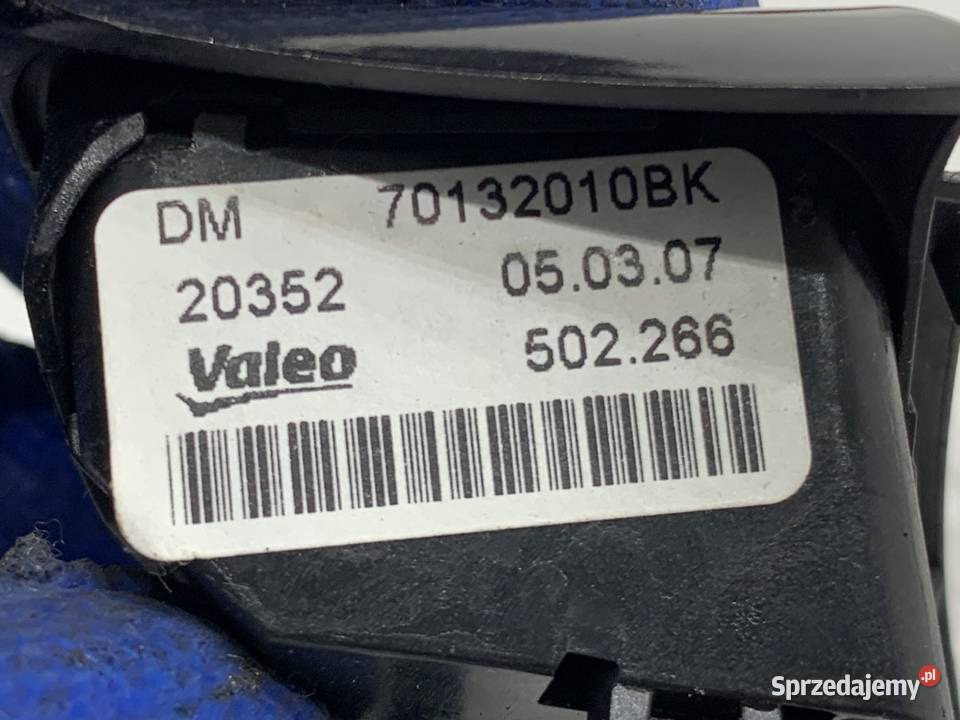 DM 70132010BK
20352 05.03.07
Valeo 502.266
Sprzedajemy.pl